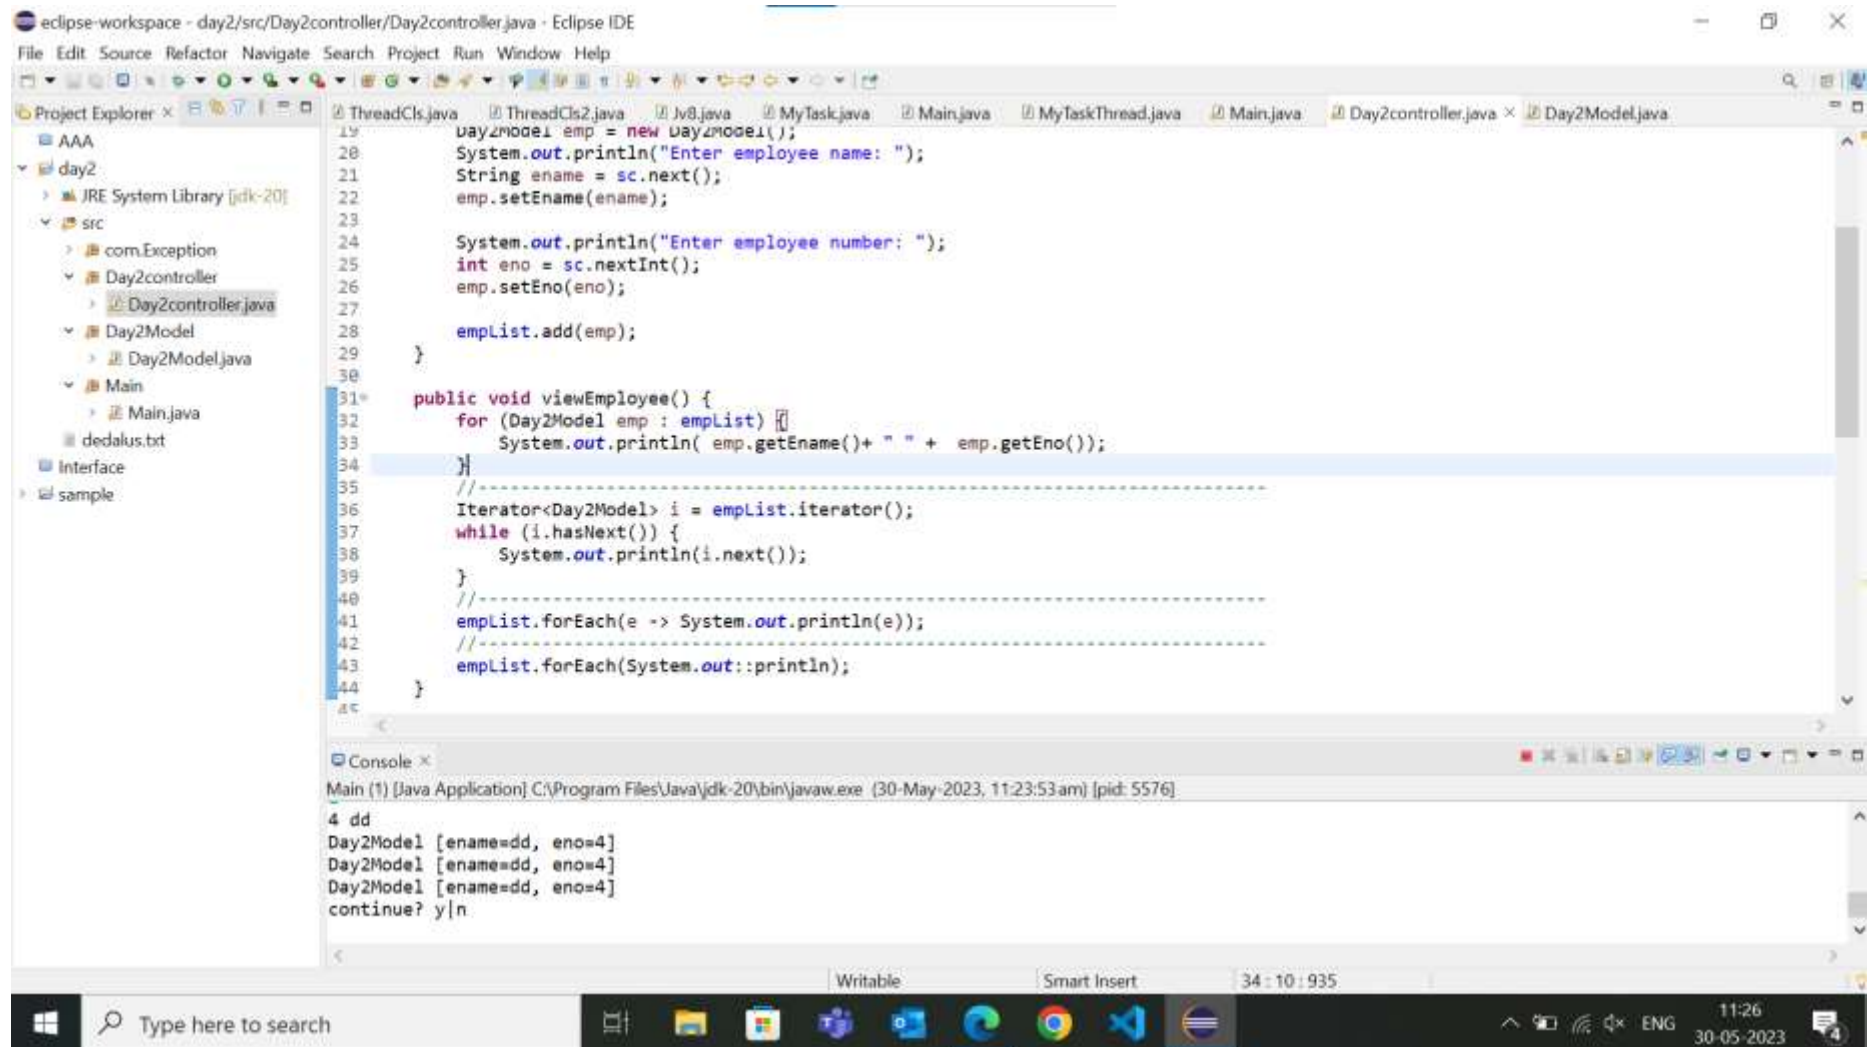 eclipse-workspace - day2/src/Day2controller/Day2controller.java - Eclipse IDE
File Edit Source Refactor Navigate Search Project Run Window Help
Project Explorer
ThreadCls.java ThreadCls2.java Jv8.java MyTask.java Main.java MyTaskThread.java Main.java Day2controller.java Day2Model.java
AAA
day2
JRE System Library [jdk-20]
src
com.Exception
Day2controller
Day2controller.java
Day2Model
Day2Model.java
Main
Main.java
dedalus.txt
Interface
sample
19 Day2Model emp = new Day2Model();
20 System.out.println("Enter employee name: ");
21 String ename = sc.next();
22 emp.setEname(ename);
23
24 System.out.println("Enter employee number: ");
25 int eno = sc.nextInt();
26 emp.setEno(eno);
27
28 empList.add(emp);
29 }
30
31 public void viewEmployee() {
32 for (Day2Model emp : empList) {
33 System.out.println( emp.getEname()+ " " +  emp.getEno());
34 }
35 //-------------------------------------------------------------------------
36 Iterator<Day2Model> i = empList.iterator();
37 while (i.hasNext()) {
38 System.out.println(i.next());
39 }
40 //-------------------------------------------------------------------------
41 empList.forEach(e -> System.out.println(e));
42 //-------------------------------------------------------------------------
43 empList.forEach(System.out::println);
44 }
45
Console
Main (1) [Java Application] C:\Program Files\Java\jdk-20\bin\javaw.exe (30-May-2023, 11:23:53 am) [pid: 5576]
4 dd
Day2Model [ename=dd, eno=4]
Day2Model [ename=dd, eno=4]
Day2Model [ename=dd, eno=4]
continue? y|n
Writable Smart Insert 34 : 10 : 935
Type here to search
ENG
11:26
30-05-2023
4